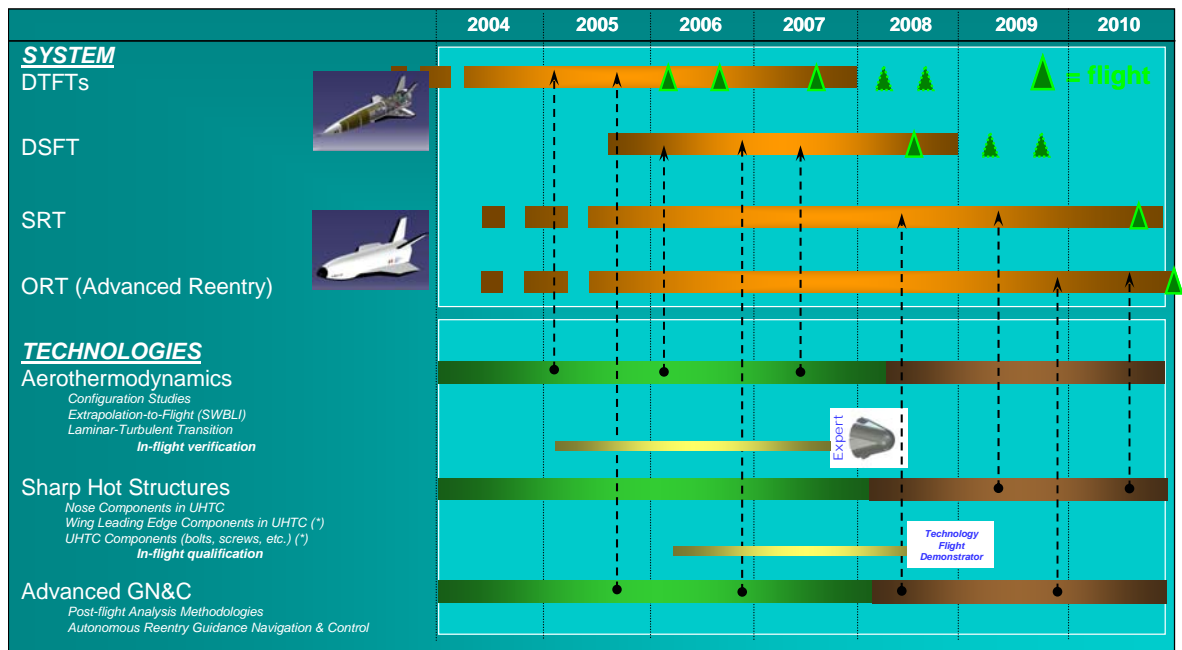 2004 2005 2006 2007 2008 2009 2010
SYSTEM
DTFTs
= flight
DSFT
SRT
ORT (Advanced Reentry)
TECHNOLOGIES
Aerothermodynamics
Configuration Studies
Extrapolation-to-Flight (SWBLI)
Laminar-Turbulent Transition
In-flight verification
Expert
Sharp Hot Structures
Nose Components in UHTC
Wing Leading Edge Components in UHTC (*)
UHTC Components (bolts, screws, etc.) (*)
In-flight qualification
Technology
Flight
Demonstrator
Advanced GN&C
Post-flight Analysis Methodologies
Autonomous Reentry Guidance Navigation & Control